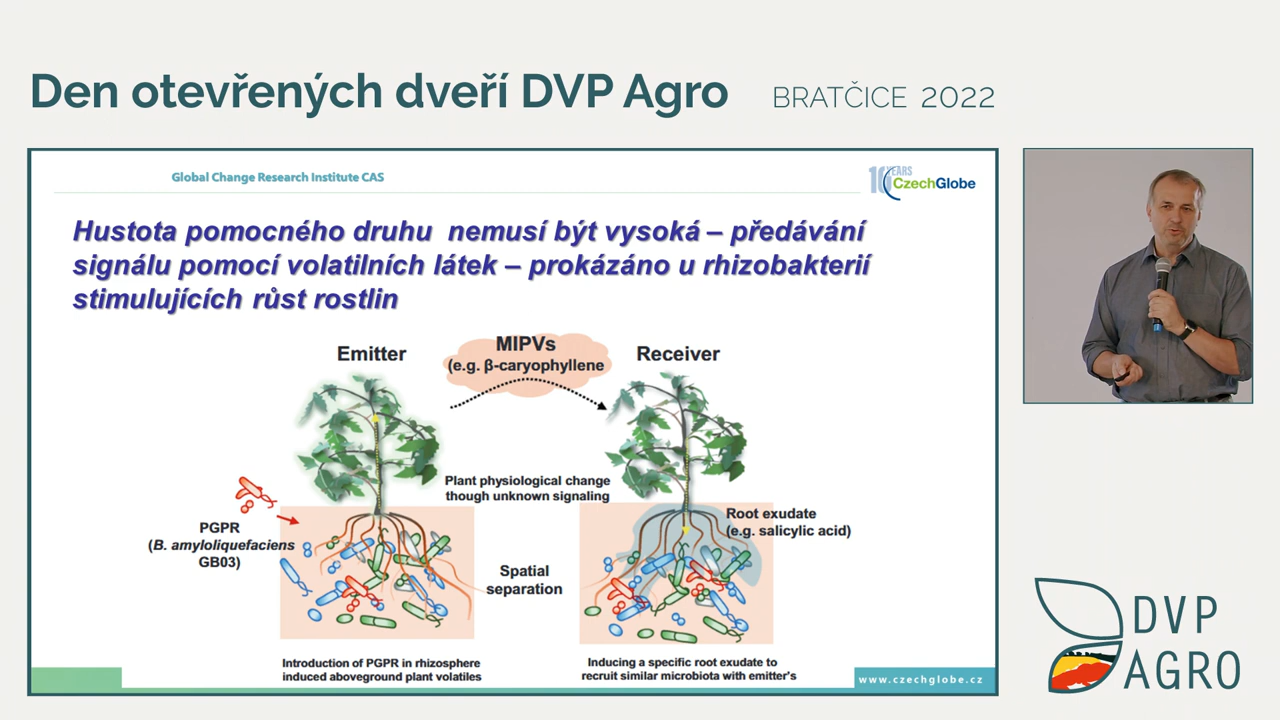 Den otevřených dveří DVP Agro BRATČICE 2022
Global Change Research Institute CAS
10 YEARS
CzechGlobe
Hustota pomocného druhu nemusí být vysoká – předávání
signálu pomocí volatilních látek – prokázáno u rhizobakterií
stimulujících růst rostlin
Emitter
MIPVs
(e.g. β-caryophyllene
Receiver
Plant physiological change
though unknown signaling
PGPR
(B. amyloliquefaciens
GB03)
Root exudate
(e.g. salicylic acid)
Spatial
separation
Introduction of PGPR in rhizosphere
induced aboveground plant volatiles
Inducing a specific root exudate to
recruit similar microbiota with emitter's
www.czechglobe.cz
DVP
AGRO